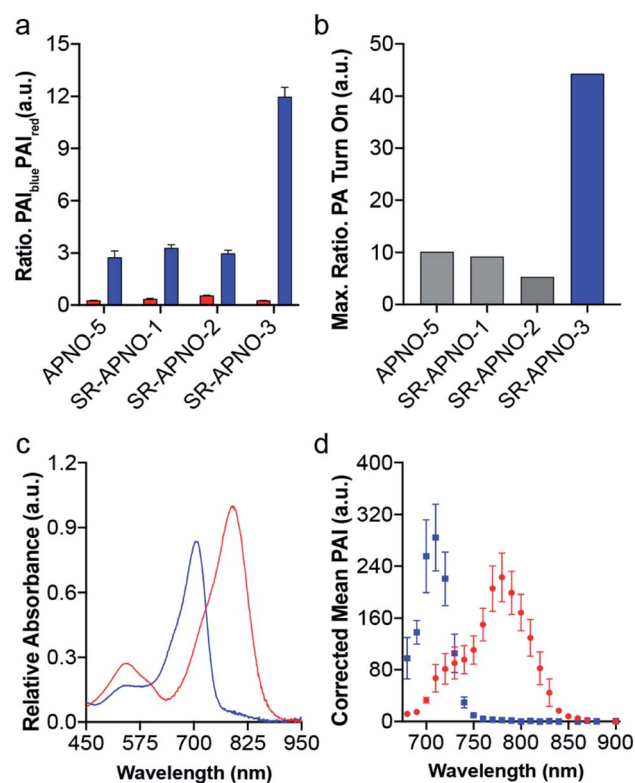 a
Ratio. PAI_blue PAI_red (a.u.)
15
12
9
6
3
0
APNO-5
SR-APNO-1
SR-APNO-2
SR-APNO-3
b
Max. Ratio. PA Turn On (a.u.)
50
40
30
20
10
0
APNO-5
SR-APNO-1
SR-APNO-2
SR-APNO-3
c
Relative Absorbance (a.u.)
1.2
0.9
0.6
0.3
0.0
450 575 700 825 950
Wavelength (nm)
d
Corrected Mean PAI (a.u.)
400
320
240
160
80
0
700 750 800 850 900
Wavelength (nm)